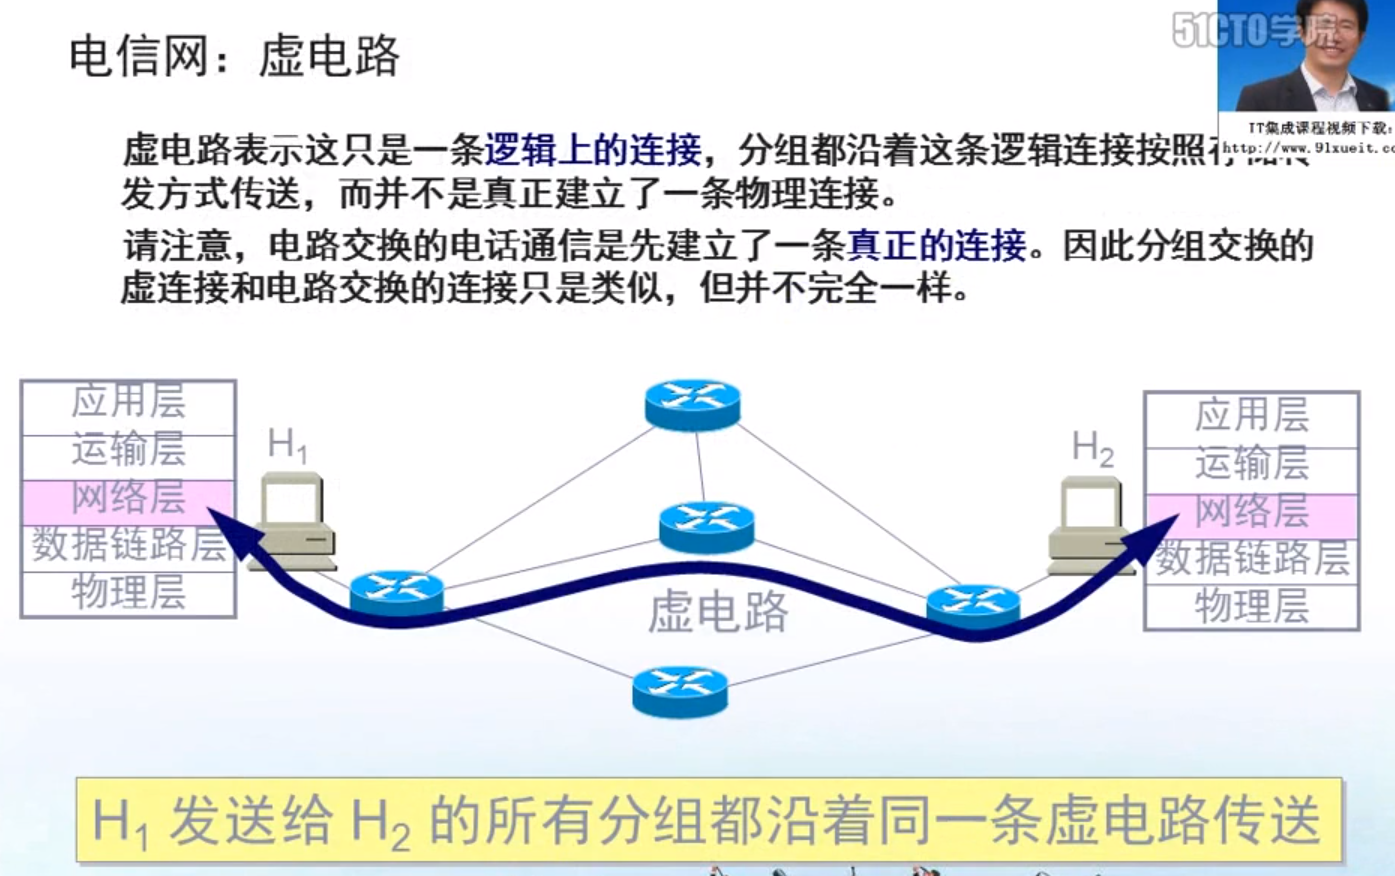 51CTO学院
电信网：虚电路
IT集成课程视频下载：
http://www.91xueit.co
虚电路表示这只是一条逻辑上的连接，分组都沿着这条逻辑连接按照存储转
发方式传送，而并不是真正建立了一条物理连接。
请注意，电路交换的电话通信是先建立了一条真正的连接。因此分组交换的
虚连接和电路交换的连接只是类似，但并不完全一样。
应用层
运输层
网络层
数据链路层
物理层
H1
虚电路
H2
应用层
运输层
网络层
数据链路层
物理层
H1 发送给 H2 的所有分组都沿着同一条虚电路传送